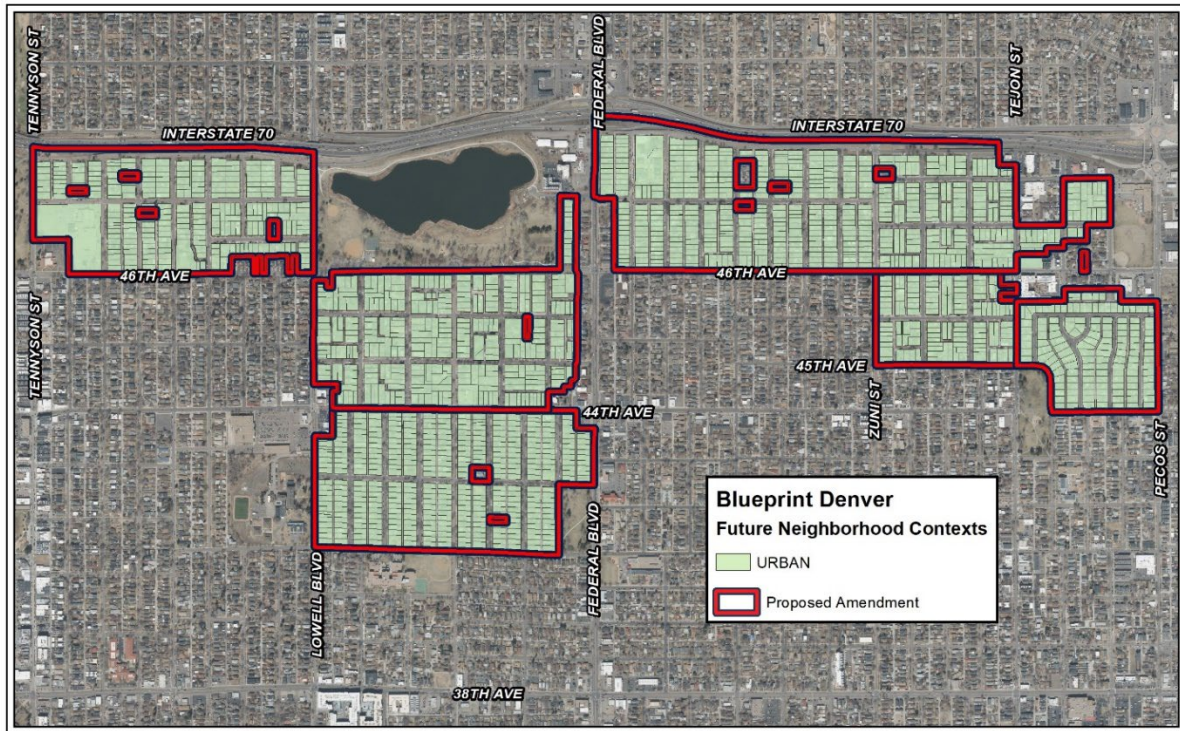 TENNYSON ST
FEDERAL BLVD
TEJON ST
INTERSTATE 70
INTERSTATE 70
46TH AVE
46TH AVE
TENNYSON ST
45TH AVE
ZUNI ST
44TH AVE
PECOS ST
LOWELL BLVD
FEDERAL BLVD
38TH AVE
Blueprint Denver
Future Neighborhood Contexts
URBAN
Proposed Amendment